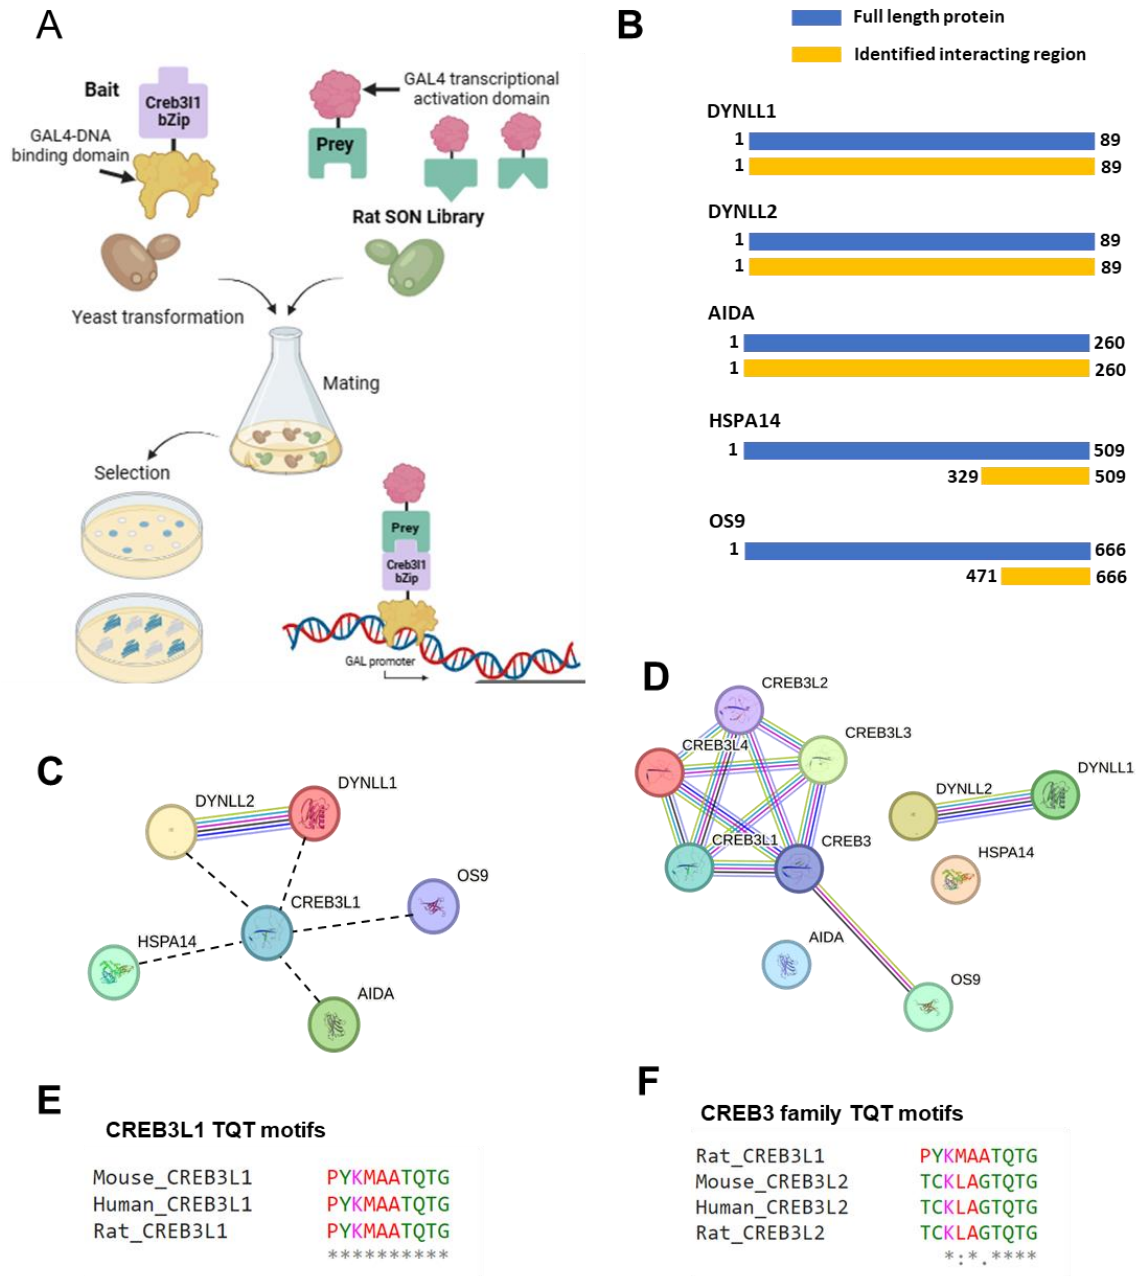 A
Bait
Creb3l1
bZip
GAL4-DNA
binding domain
GAL4 transcriptional
activation domain
Prey
Rat SON Library
Yeast transformation
Mating
Selection
Prey
Creb3l1
bZip
GAL promoter
B
Full length protein
Identified interacting region
DYNLL1
1 89
1 89
DYNLL2
1 89
1 89
AIDA
1 260
1 260
HSPA14
1 509
329 509
OS9
1 666
471 666
C
DYNLL2
DYNLL1
CREB3L1
OS9
HSPA14
AIDA
D
CREB3L2
CREB3L4
CREB3L3
CREB3L1
CREB3
DYNLL2
DYNLL1
HSPA14
AIDA
OS9
E
CREB3L1 TQT motifs
Mouse_CREB3L1 PYKMAATQTG
Human_CREB3L1 PYKMAATQTG
Rat_CREB3L1 PYKMAATQTG
**********
F
CREB3 family TQT motifs
Rat_CREB3L1 PYKMAATQTG
Mouse_CREB3L2 TCKLAGTQTG
Human_CREB3L2 TCKLAGTQTG
Rat_CREB3L2 TCKLAGTQTG
*:*.****